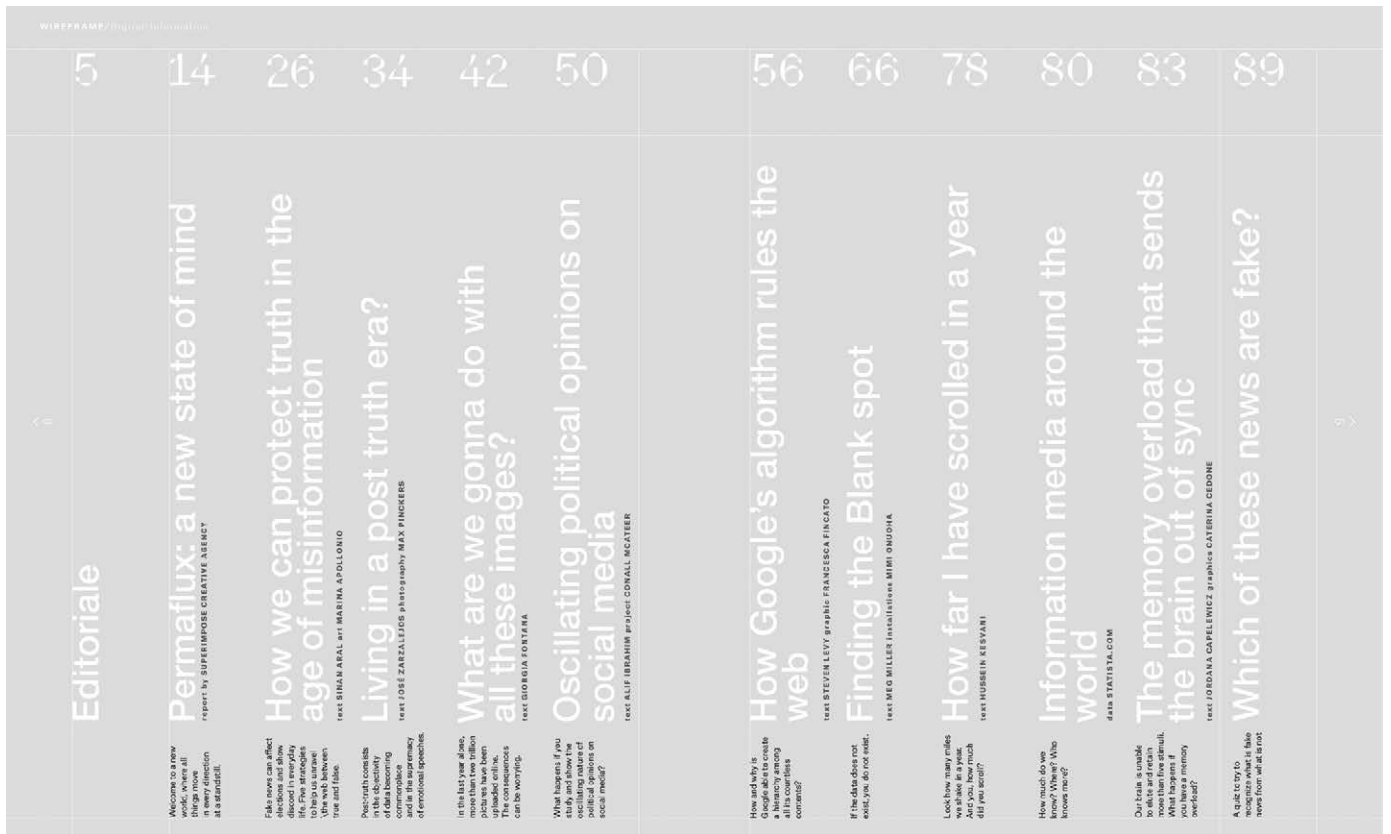 WIREFRAME/Digital Information
5
Editoriale
14
Permaflux: a new state of mind
report by SUPERIMPOSE CREATIVE AGENCY
Welcome to a new
world, where all
things move
in every direction
at a standstill.
26
How we can protect truth in the
age of misinformation
text SINAN ARAL art MARINA APOLLONIO
Fake news can affect
elections and show
discord in everyday
life. Five strategies
to help us unravel
\the web between
true and false.
34
Living in a post truth era?
text JOSÉ ZARZALEJOS photography MAX PINCKERS
Post-truth consists
in the objectivity
of data becoming
commonplace
and in the supremacy
of emotional speeches.
42
What are we gonna do with
all these images?
text GIORGIA FONTANA
in the last year alone,
more than two trillion
pictures have been
uploaded online.
The consequences
can be worrying.
50
Oscillating political opinions on
social media
text ALIF IBRAHIM project CONALL MCATEER
What happens if you
study and show the
oscillating nature of
political opinions on
social media?
56
How Google's algorithm rules the
web
text STEVEN LEVY graphic FRANCESCA FINCATO
How and why is
Google able to create
a hierarchy among
all its countless
contents?
66
Finding the Blank spot
text MEG MILLER installations MIMI ONUOHA
If the data does not
exist, you do not exist.
78
How far I have scrolled in a year
text HUSSEIN KESVANI
Look how many miles
we shake in a year.
And you, how much
did you scroll?
80
Information media around the
world
data STATISTA.COM
How much do we
know? Where? Who
knows more?
83
The memory overload that sends
the brain out of sync
text JORDANA CAPELEWICZ graphics CATERINA CEDONE
Our brain is unable
to elute and retain
more than five stimuli.
What happens if
you have a memory
overload?
89
Which of these news are fake?
A quiz to try to
recognize what is fake
news from what is not
8
9